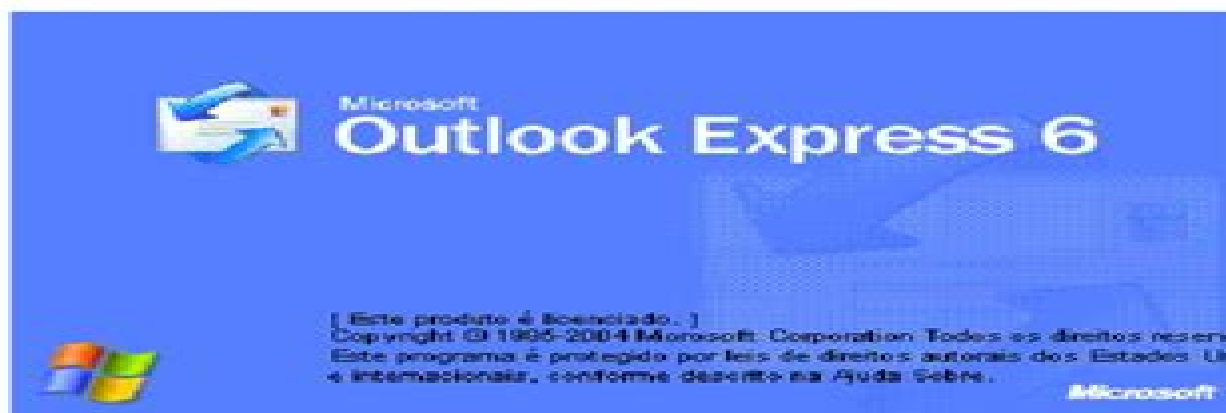 Microsoft
Outlook Express 6
[ Este produto é licenciado. ]
Copyright © 1995-2004 Microsoft Corporation Todos os direitos reserv
Este programa é protegido por leis de direitos autorais dos Estados U
e internacionais, conforme descrito na Ajuda Sobre.
Microsoft